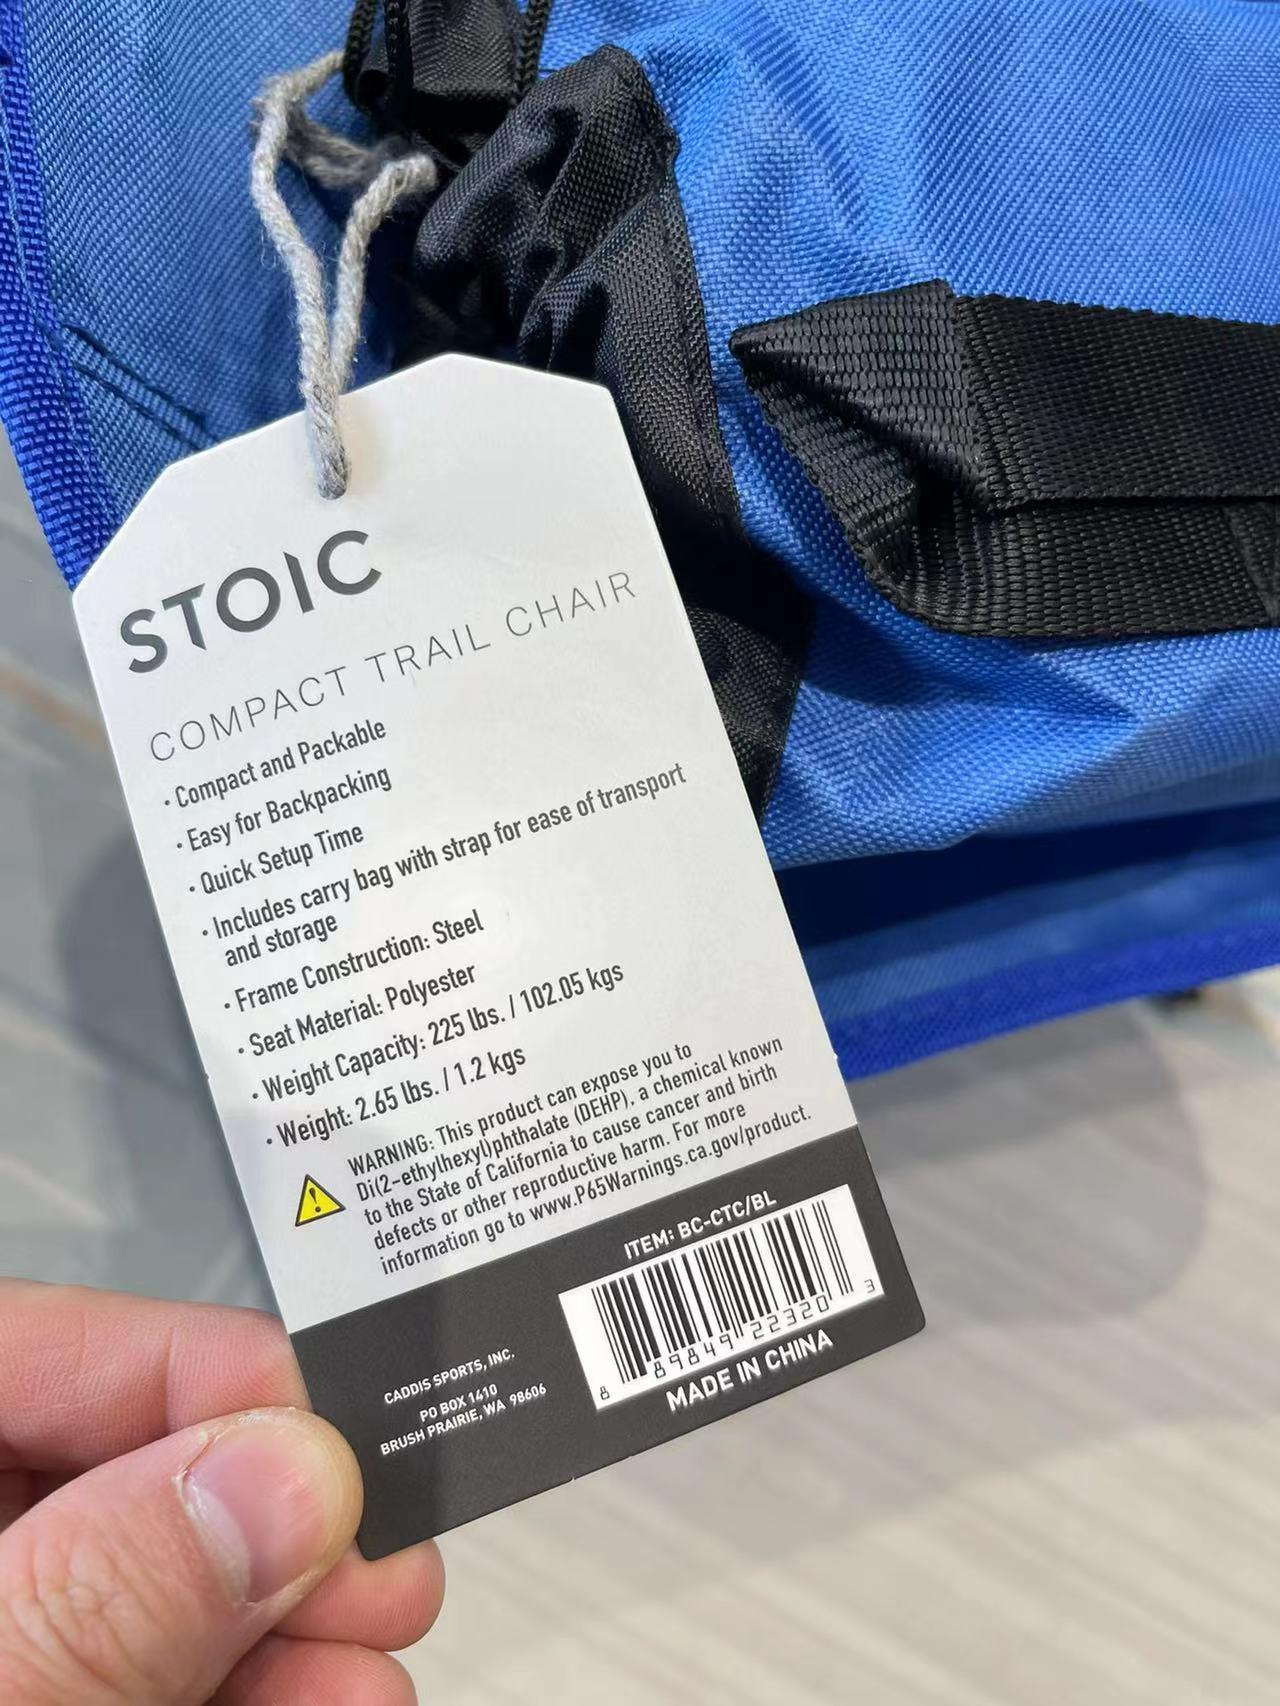 STOIC
COMPACT TRAIL CHAIR
· Compact and Packable
· Easy for Backpacking
· Quick Setup Time
· Includes carry bag with strap for ease of transport
and storage
· Frame Construction: Steel
· Seat Material: Polyester
· Weight Capacity: 225 lbs. / 102.05 kgs
· Weight: 2.65 lbs. / 1.2 kgs
WARNING: This product can expose you to
Di(2-ethylhexyl)phthalate (DEHP), a chemical known
to the State of California to cause cancer and birth
defects or other reproductive harm. For more
information go to www.P65Warnings.ca.gov/product.
ITEM: BC-CTC/BL
8 89849 22320 3
MADE IN CHINA
CADDIS SPORTS, INC.
PO BOX 1410
BRUSH PRAIRIE, WA 98606